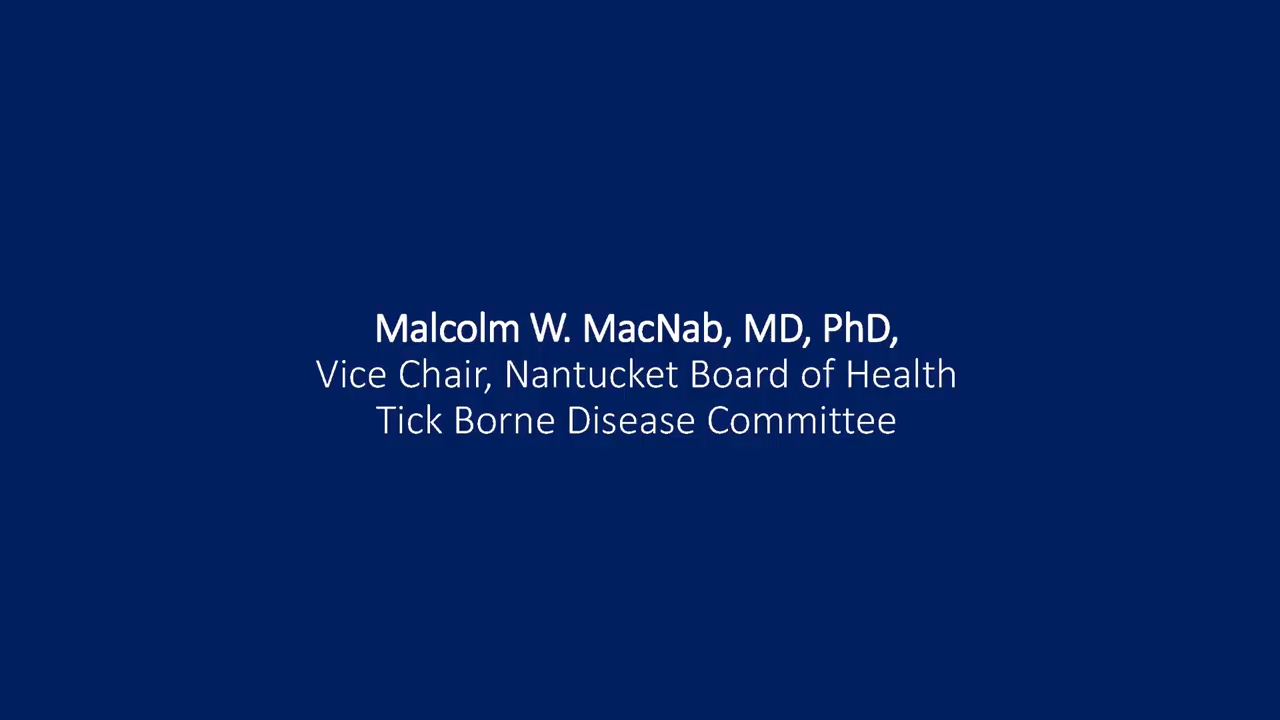 Malcolm W. MacNab, MD, PhD,
Vice Chair, Nantucket Board of Health
Tick Borne Disease Committee